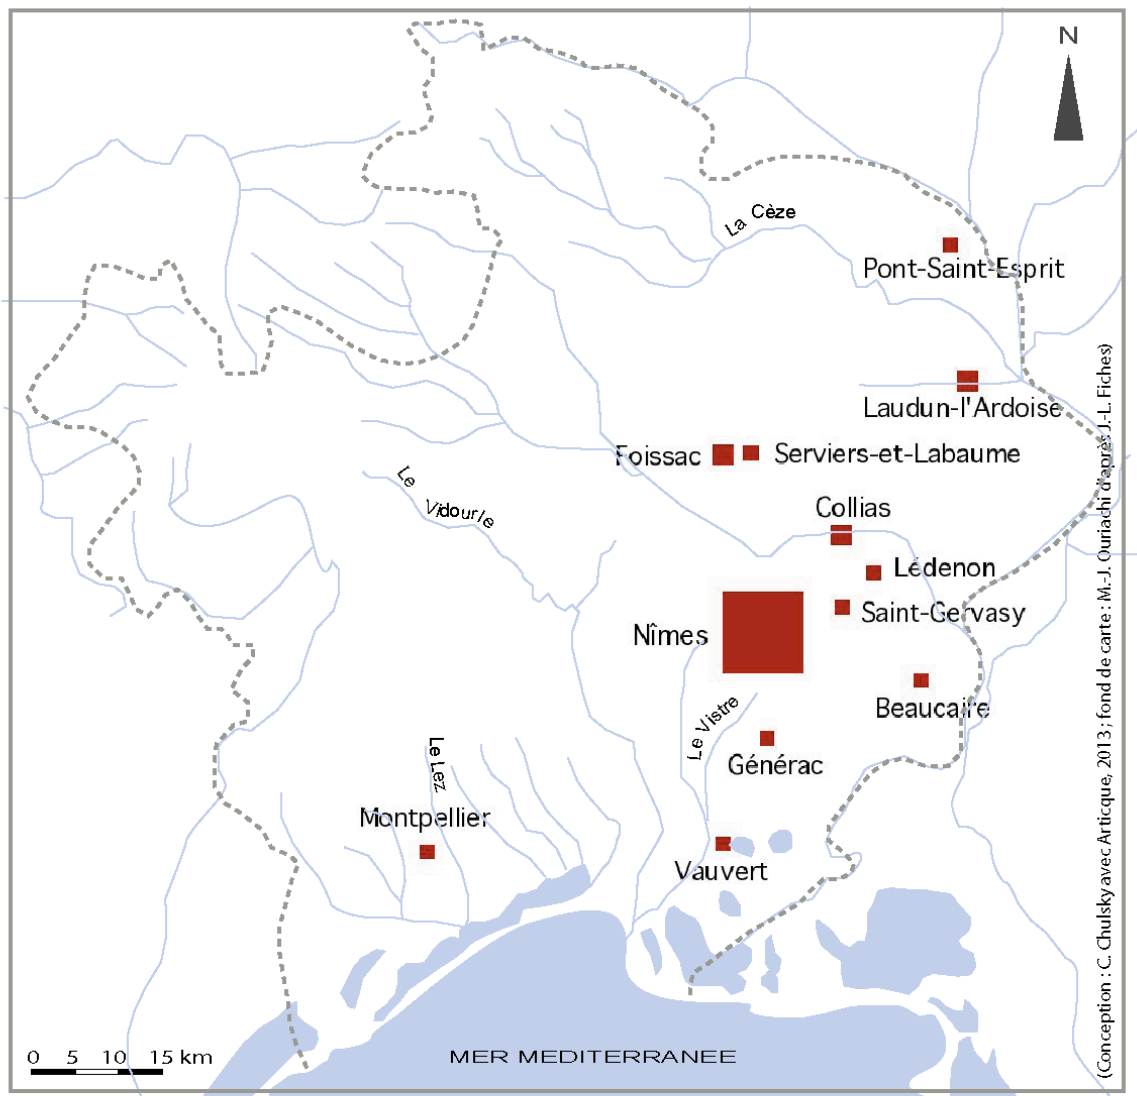 N
La Cèze
Pont-Saint-Esprit
Laudun-l'Ardoise
Foissac
Serviers-et-Labaume
Le Vidourle
Collias
Lédenon
Saint-Gervasy
Nîmes
Beaucaire
Le Vistre
Générac
Le Lez
Montpellier
Vauvert
0 5 10 15 km
MER MEDITERRANEE
(Conception : C. Chulsky avec Articque, 2013 ; fond de carte : M.-J. Ouriachi d'après J.-L. Fiches)